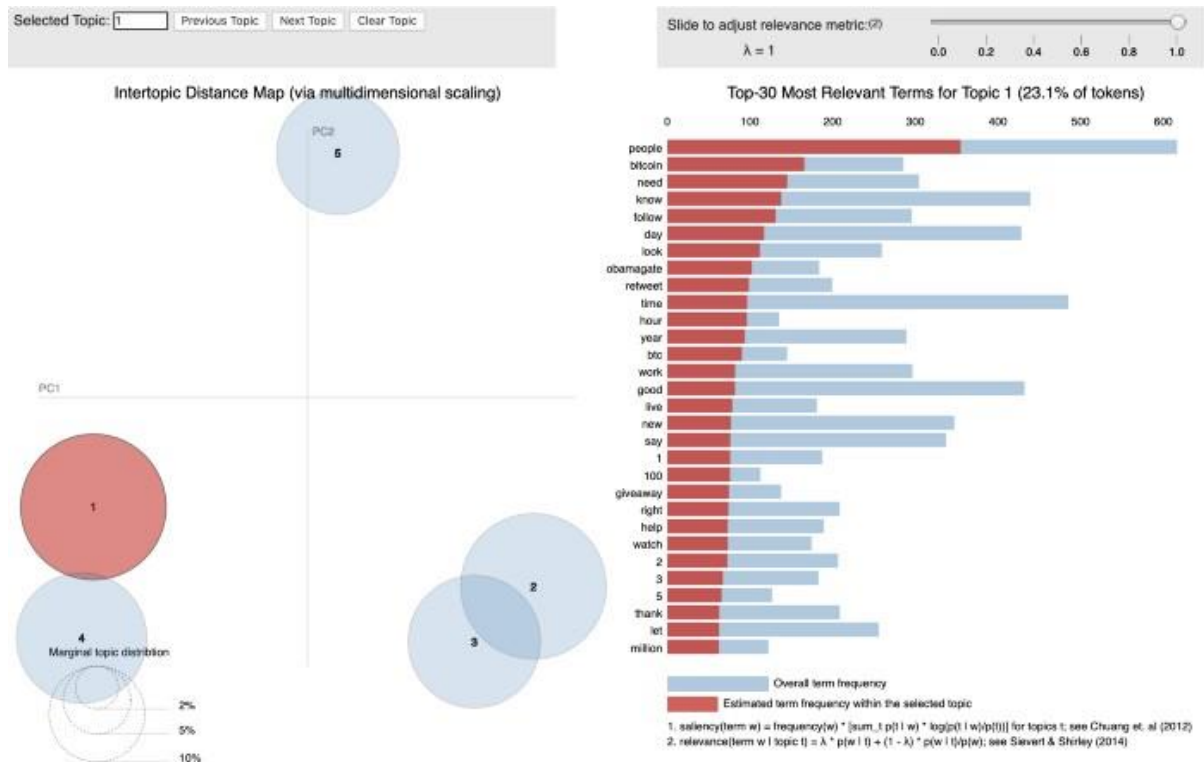 Selected Topic: 1 Previous Topic Next Topic Clear Topic
Slide to adjust relevance metric:(2)
λ = 1
0.0 0.2 0.4 0.6 0.8 1.0
Intertopic Distance Map (via multidimensional scaling)
PC2
5
PC1
1
2
3
4
Marginal topic distribtion
2%
5%
10%
Top-30 Most Relevant Terms for Topic 1 (23.1% of tokens)
0 100 200 300 400 500 600
people
bitcoin
need
know
follow
day
look
obamagate
retweet
time
hour
year
btc
work
good
live
new
say
1
100
giveaway
right
help
watch
2
3
5
thank
let
million
Overall term frequency
Estimated term frequency within the selected topic
1. saliency(term w) = frequency(w) * [sum_t p(t | w) * log(p(t | w)/p(t))] for topics t; see Chuang et. al (2012)
2. relevance(term w | topic t) = λ * p(w | t) + (1 - λ) * p(w | t)/p(w); see Sievert & Shirley (2014)